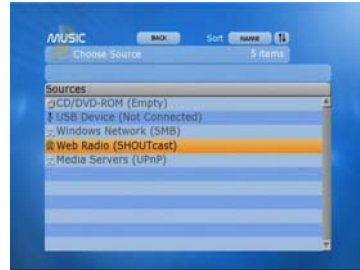 MUSIC BACK Sort NAME
Choose Source 5 items
Sources
CD/DVD-ROM (Empty)
USB Device (Not Connected)
Windows Network (SMB)
Web Radio (SHOUTcast)
Media Servers (UPnP)